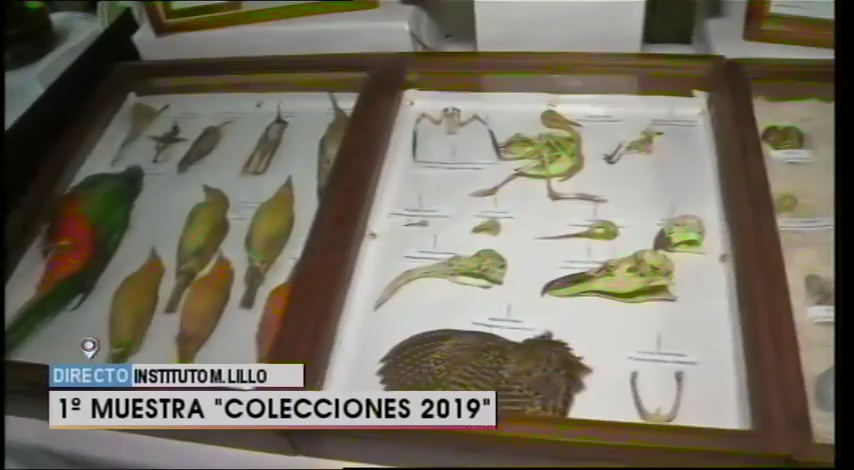 DIRECTO INSTITUTO M. LILLO
1º MUESTRA "COLECCIONES 2019"